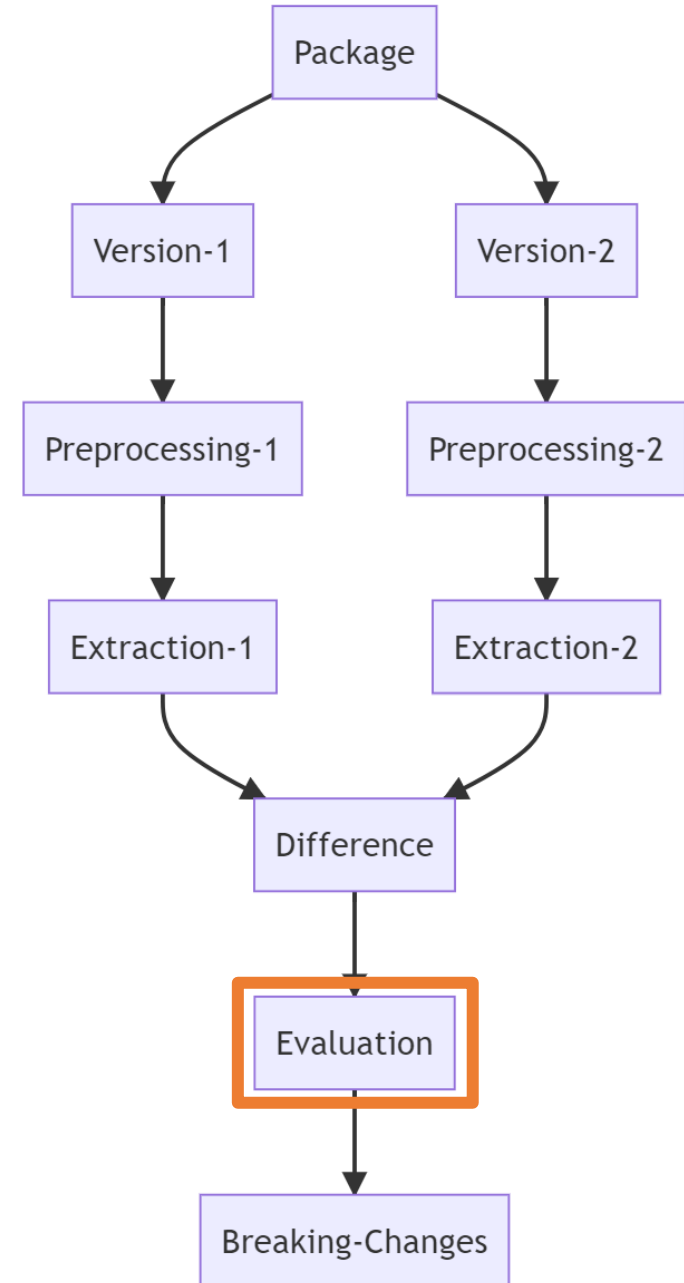 Package
Version-1
Version-2
Preprocessing-1
Preprocessing-2
Extraction-1
Extraction-2
Difference
Evaluation
Breaking-Changes